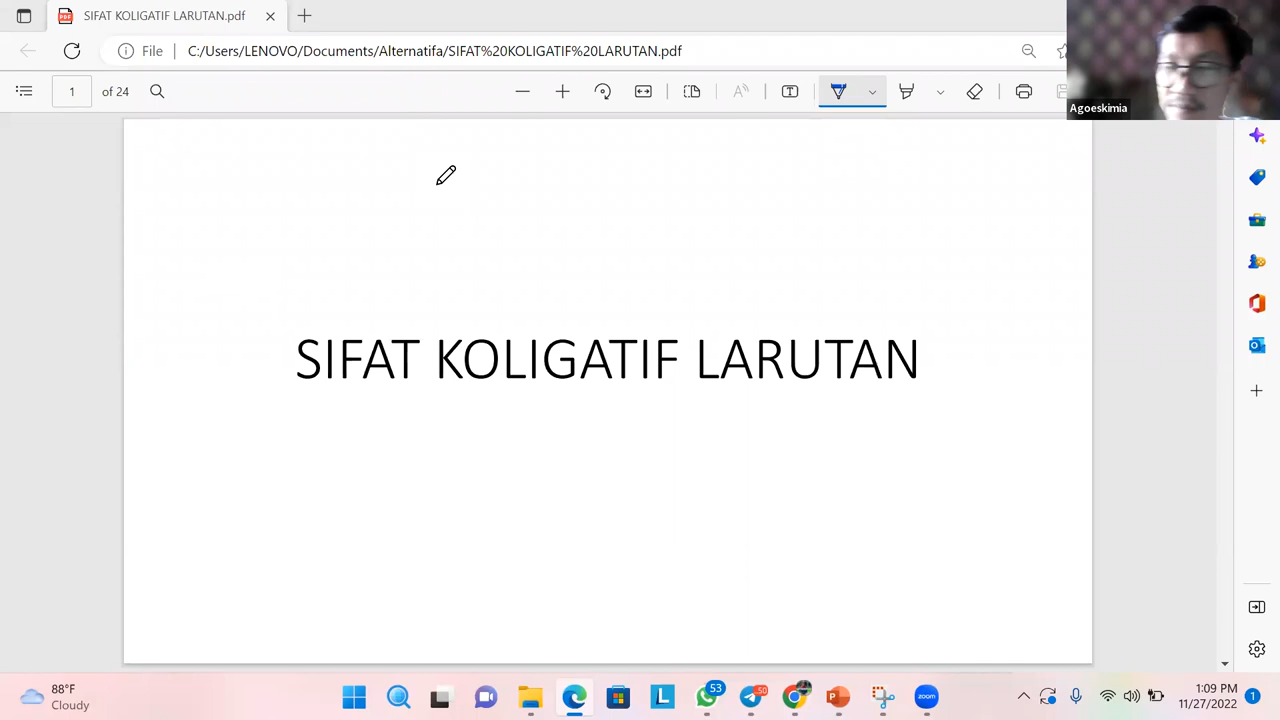 SIFAT KOLIGATIF LARUTAN.pdf
File
C:/Users/LENOVO/Documents/Alternatifa/SIFAT%20KOLIGATIF%20LARUTAN.pdf
1 of 24
Agoeskimia
SIFAT KOLIGATIF LARUTAN
88°F
Cloudy
53
50
1:09 PM
11/27/2022
1